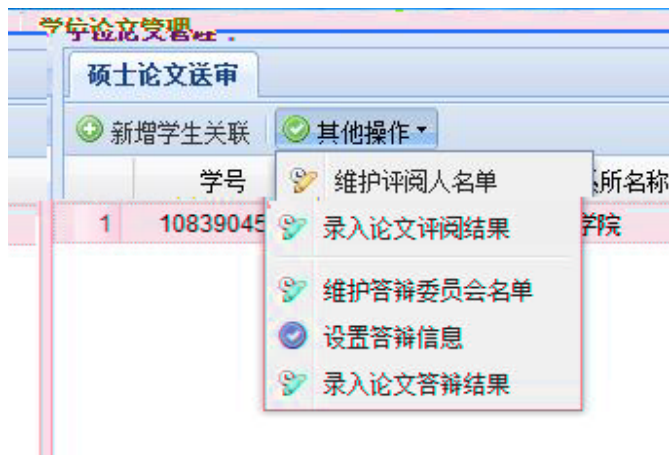 学位论文管理
硕士论文送审
新增学生关联 其他操作
学号 所名称
维护评阅人名单
1 10839045 学院
录入论文评阅结果
维护答辩委员会名单
设置答辩信息
录入论文答辩结果